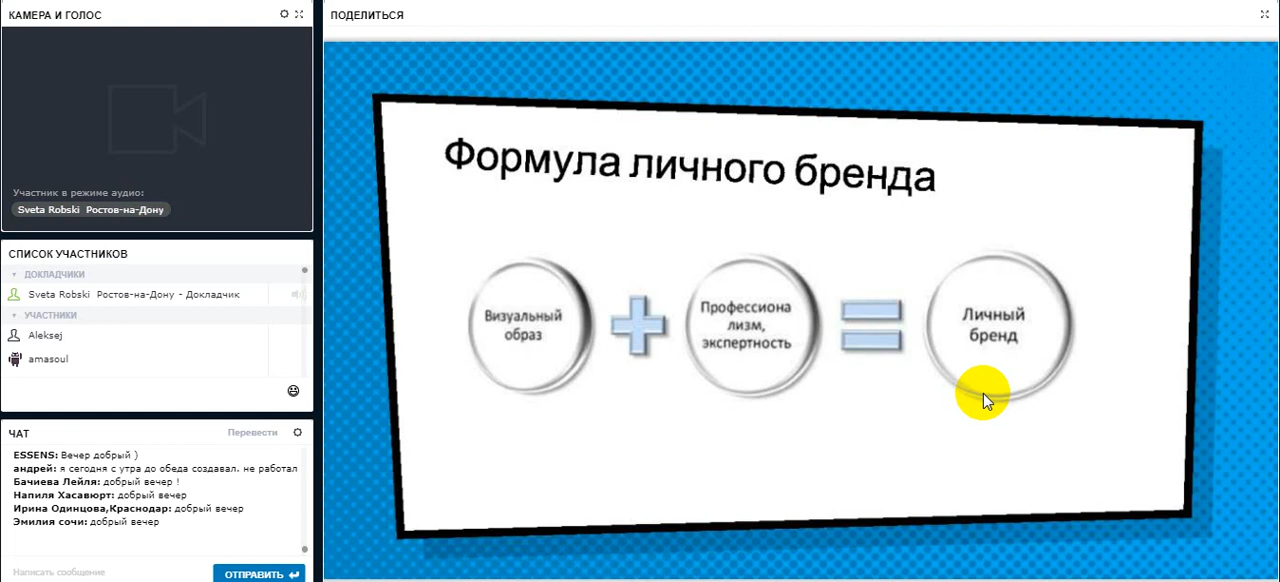 КАМЕРА И ГОЛОС
Участник в режиме аудио:
Sveta Robski Ростов-на-Дону
СПИСОК УЧАСТНИКОВ
ДОКЛАДЧИКИ
Sveta Robski Ростов-на-Дону - Докладчик
УЧАСТНИКИ
Aleksej
amasoul
ЧАТ
Перевести
ESSENS: Вечер добрый )
андрей: я сегодня с утра до обеда создавал. не работал
Бачиева Лейля: добрый вечер !
Напиля Хасавюрт: добрый вечер
Ирина Одинцова,Краснодар: добрый вечер
Эмилия сочи: добрый вечер
Написать сообщение
ОТПРАВИТЬ
ПОДЕЛИТЬСЯ
Формула личного бренда
Визуальный
образ
Профессиона
лизм,
экспертность
Личный
бренд